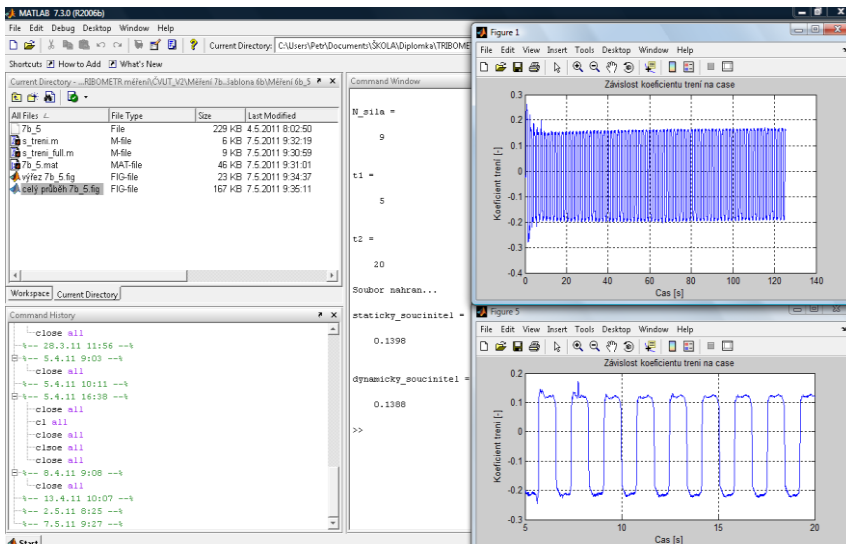 MATLAB 7.3.0 (R2006b)
File Edit Debug Desktop Window Help
Current Directory: C:\Users\Petr\Documents\ŠKOLA\Diplomka\TRIBOME
Shortcuts How to Add What's New
Current Directory - ...RIBOMETR měření\ČVUT_V2\Měření 7b...šablona 6b\Měření 6b_5
All Files File Type Size Last Modified
7b_5 File 229 KB 4.5.2011 8:02:50
s_treni.m M-file 6 KB 7.5.2011 9:32:19
s_treni_full.m M-file 9 KB 7.5.2011 9:30:59
7b_5.mat MAT-file 46 KB 7.5.2011 9:31:01
výřez 7b_5.fig FIG-file 23 KB 7.5.2011 9:34:37
celý průběh 7b_5.fig FIG-file 167 KB 7.5.2011 9:35:11
Workspace Current Directory
Command History
close all
%-- 28.3.11 11:56 --%
%-- 5.4.11 9:03 --%
close all
%-- 5.4.11 10:11 --%
%-- 5.4.11 16:38 --%
close all
cl all
close all
clsoe all
close all
%-- 8.4.11 9:08 --%
close all
%-- 13.4.11 10:07 --%
%-- 2.5.11 8:25 --%
%-- 7.5.11 9:27 --%
Start
Command Window
N_sila =
9
t1 =
5
t2 =
20
Soubor nahran...
staticky_soucinitel =
0.1398
dynamicky_soucinitel =
0.1388
>>
Figure 1
File Edit View Insert Tools Desktop Window Help
Závislost koeficientu trení na case
0.3
0.2
0.1
0
-0.1
-0.2
-0.3
-0.4
Koeficient trení [-]
0 20 40 60 80 100 120 140
Cas [s]
Figure 5
File Edit View Insert Tools Desktop Window Help
Závislost koeficientu treni na case
0.2
0.1
0
-0.1
-0.2
-0.3
Koeficient treni [-]
5 10 15 20
Cas [s]